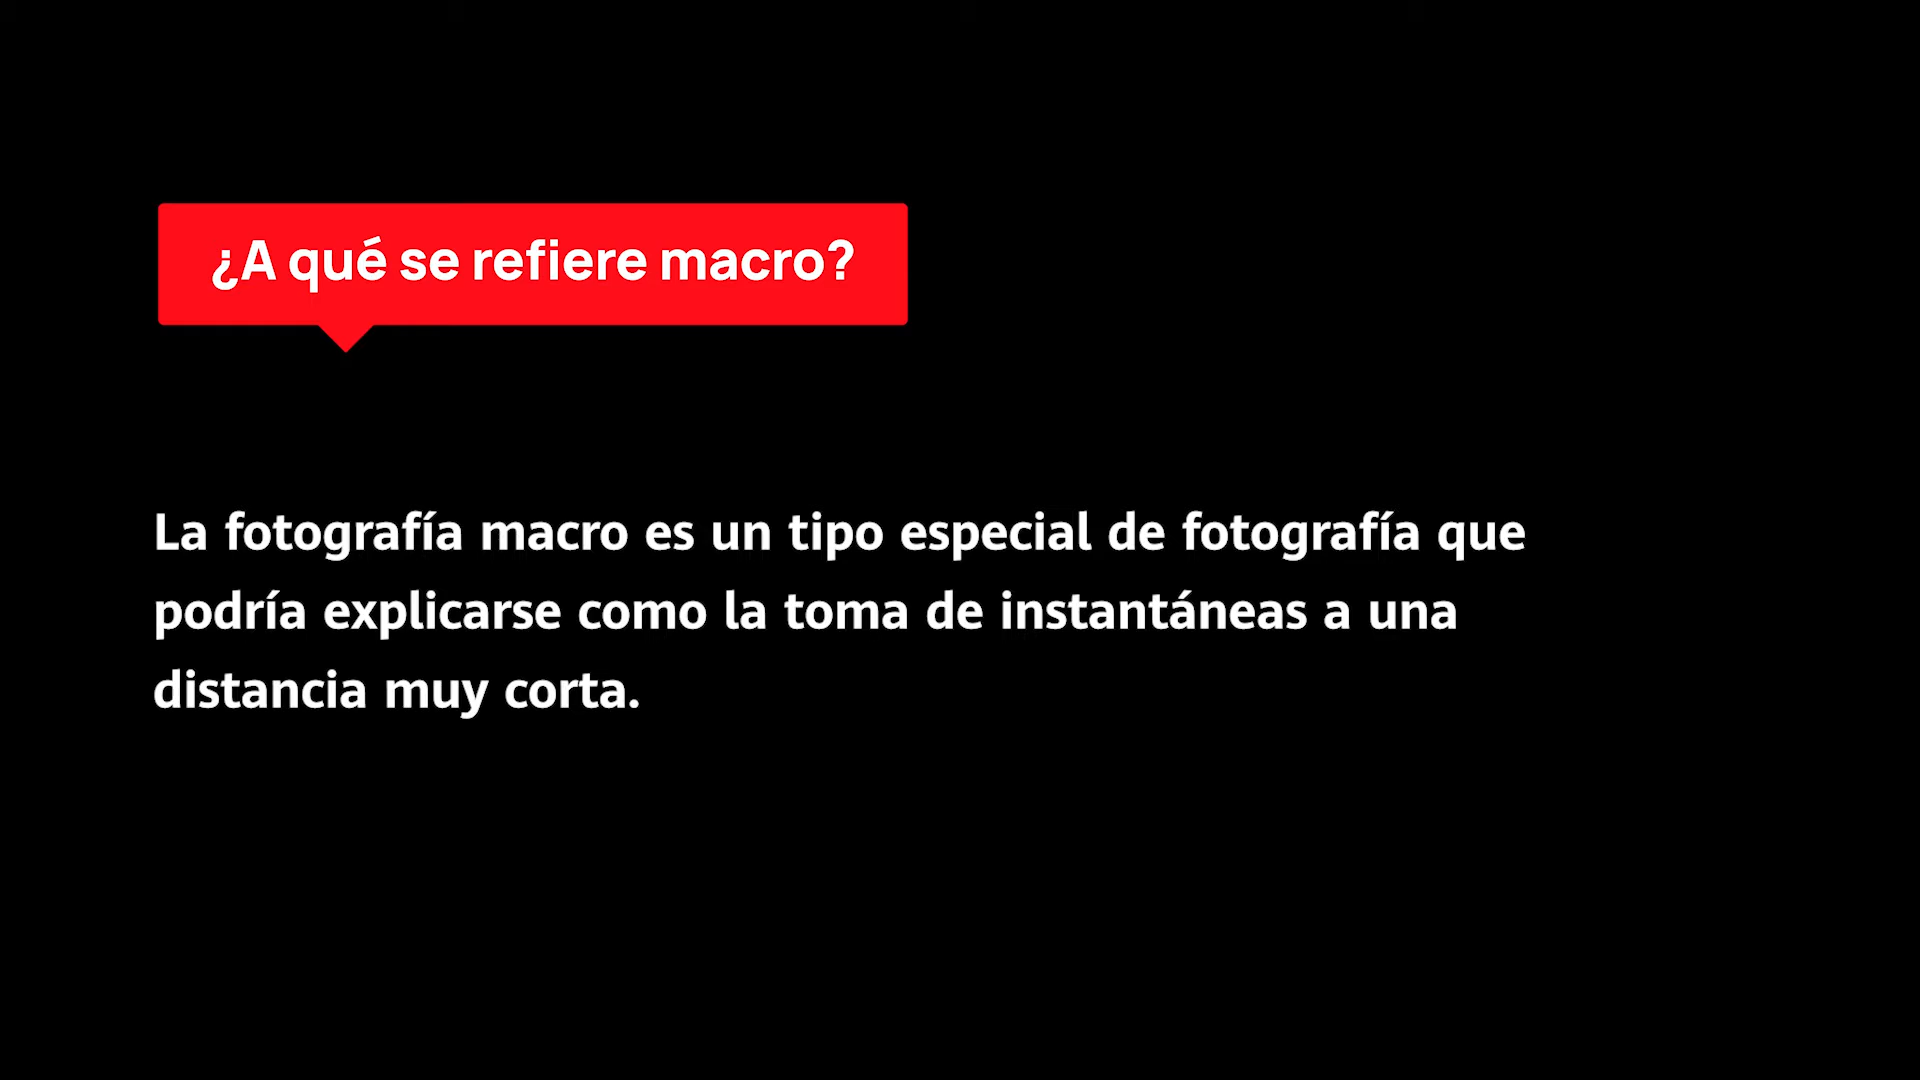 ¿A qué se refiere macro?
La fotografía macro es un tipo especial de fotografía que
podría explicarse como la toma de instantáneas a una
distancia muy corta.